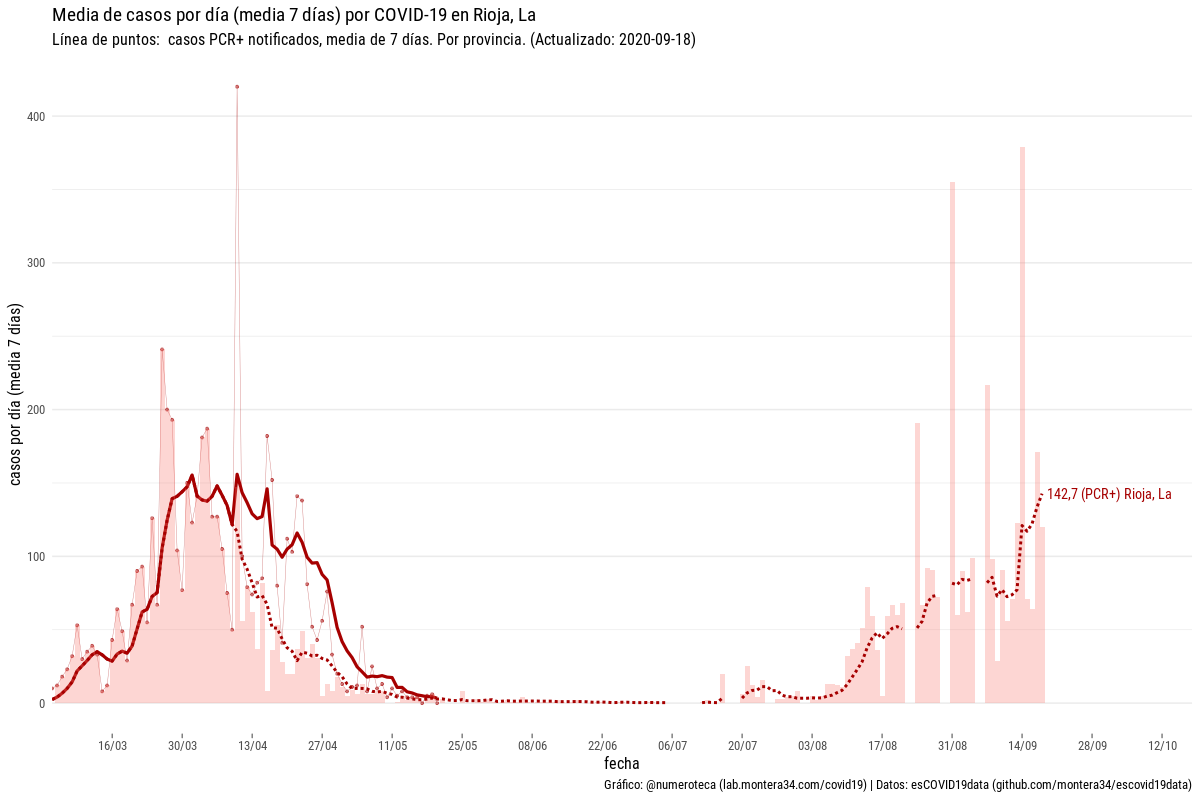 Media de casos por día (media 7 días) por COVID-19 en Rioja, La
Línea de puntos:  casos PCR+ notificados, media de 7 días. Por provincia. (Actualizado: 2020-09-18)
casos por día (media 7 días)
400
300
200
100
0
142,7 (PCR+) Rioja, La
16/03 30/03 13/04 27/04 11/05 25/05 08/06 22/06 06/07 20/07 03/08 17/08 31/08 14/09 28/09 12/10
fecha
Gráfico: @numeroteca (lab.montera34.com/covid19) | Datos: esCOVID19data (github.com/montera34/escovid19data)